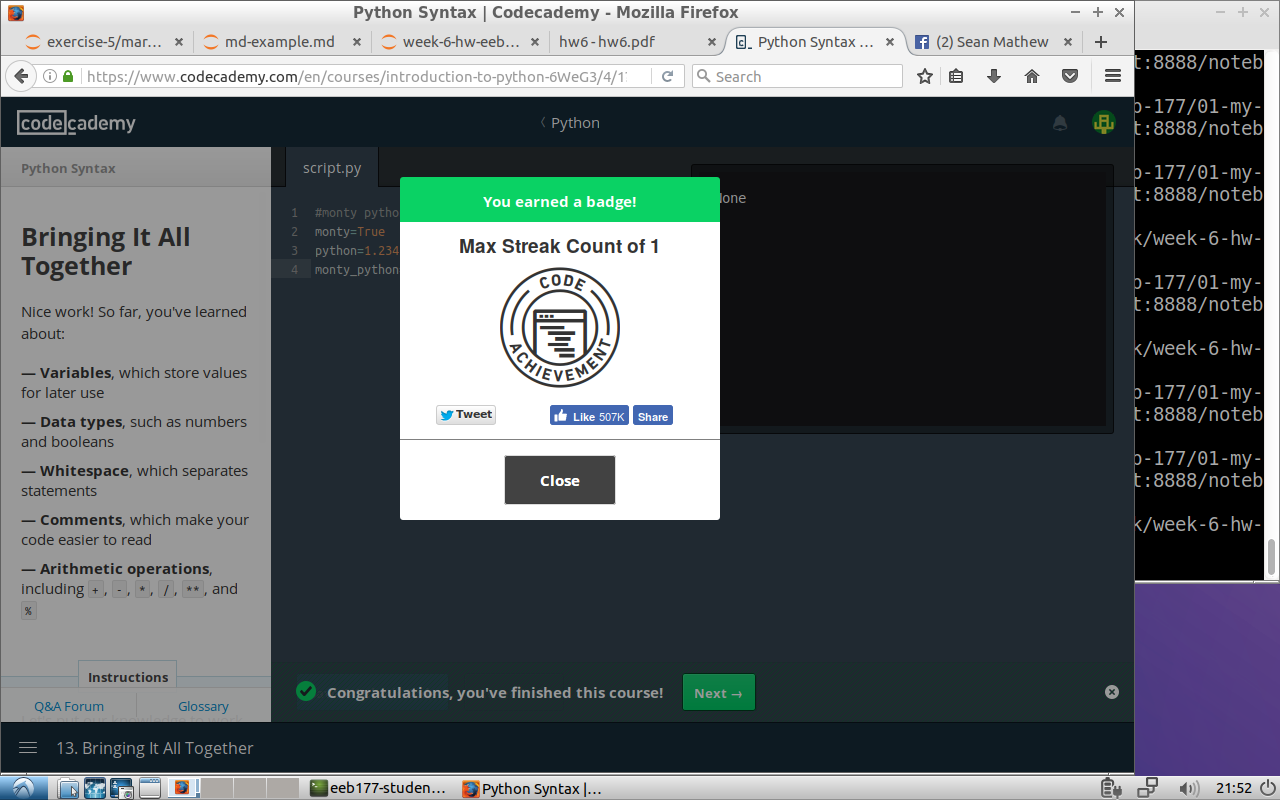 Python Syntax | Codecademy - Mozilla Firefox
exercise-5/mar...
md-example.md
week-6-hw-eeb...
hw6 - hw6.pdf
Python Syntax ...
(2) Sean Mathew
https://www.codecademy.com/en/courses/introduction-to-python-6WeG3/4/1
Search
codecademy
Python
Python Syntax
script.py
Bringing It All
Together
Nice work! So far, you've learned
about:
— Variables, which store values
for later use
— Data types, such as numbers
and booleans
— Whitespace, which separates
statements
— Comments, which make your
code easier to read
— Arithmetic operations,
including +, -, *, /, **, and
%
Instructions
Q&A Forum
Glossary
1 #monty pytho
2 monty=True
3 python=1.234
4 monty_python
None
You earned a badge!
Max Streak Count of 1
CODE
ACHIEVEMENT
Tweet
Like 507K
Share
Close
Congratulations, you've finished this course!
Next →
13. Bringing It All Together
t:8888/noteb
b-177/01-my-
t:8888/noteb
b-177/01-my-
t:8888/noteb
k/week-6-hw-
b-177/01-my-
t:8888/noteb
k/week-6-hw-
b-177/01-my-
t:8888/noteb
b-177/01-my-
t:8888/noteb
k/week-6-hw-
eeb177-studen...
Python Syntax |...
21:52